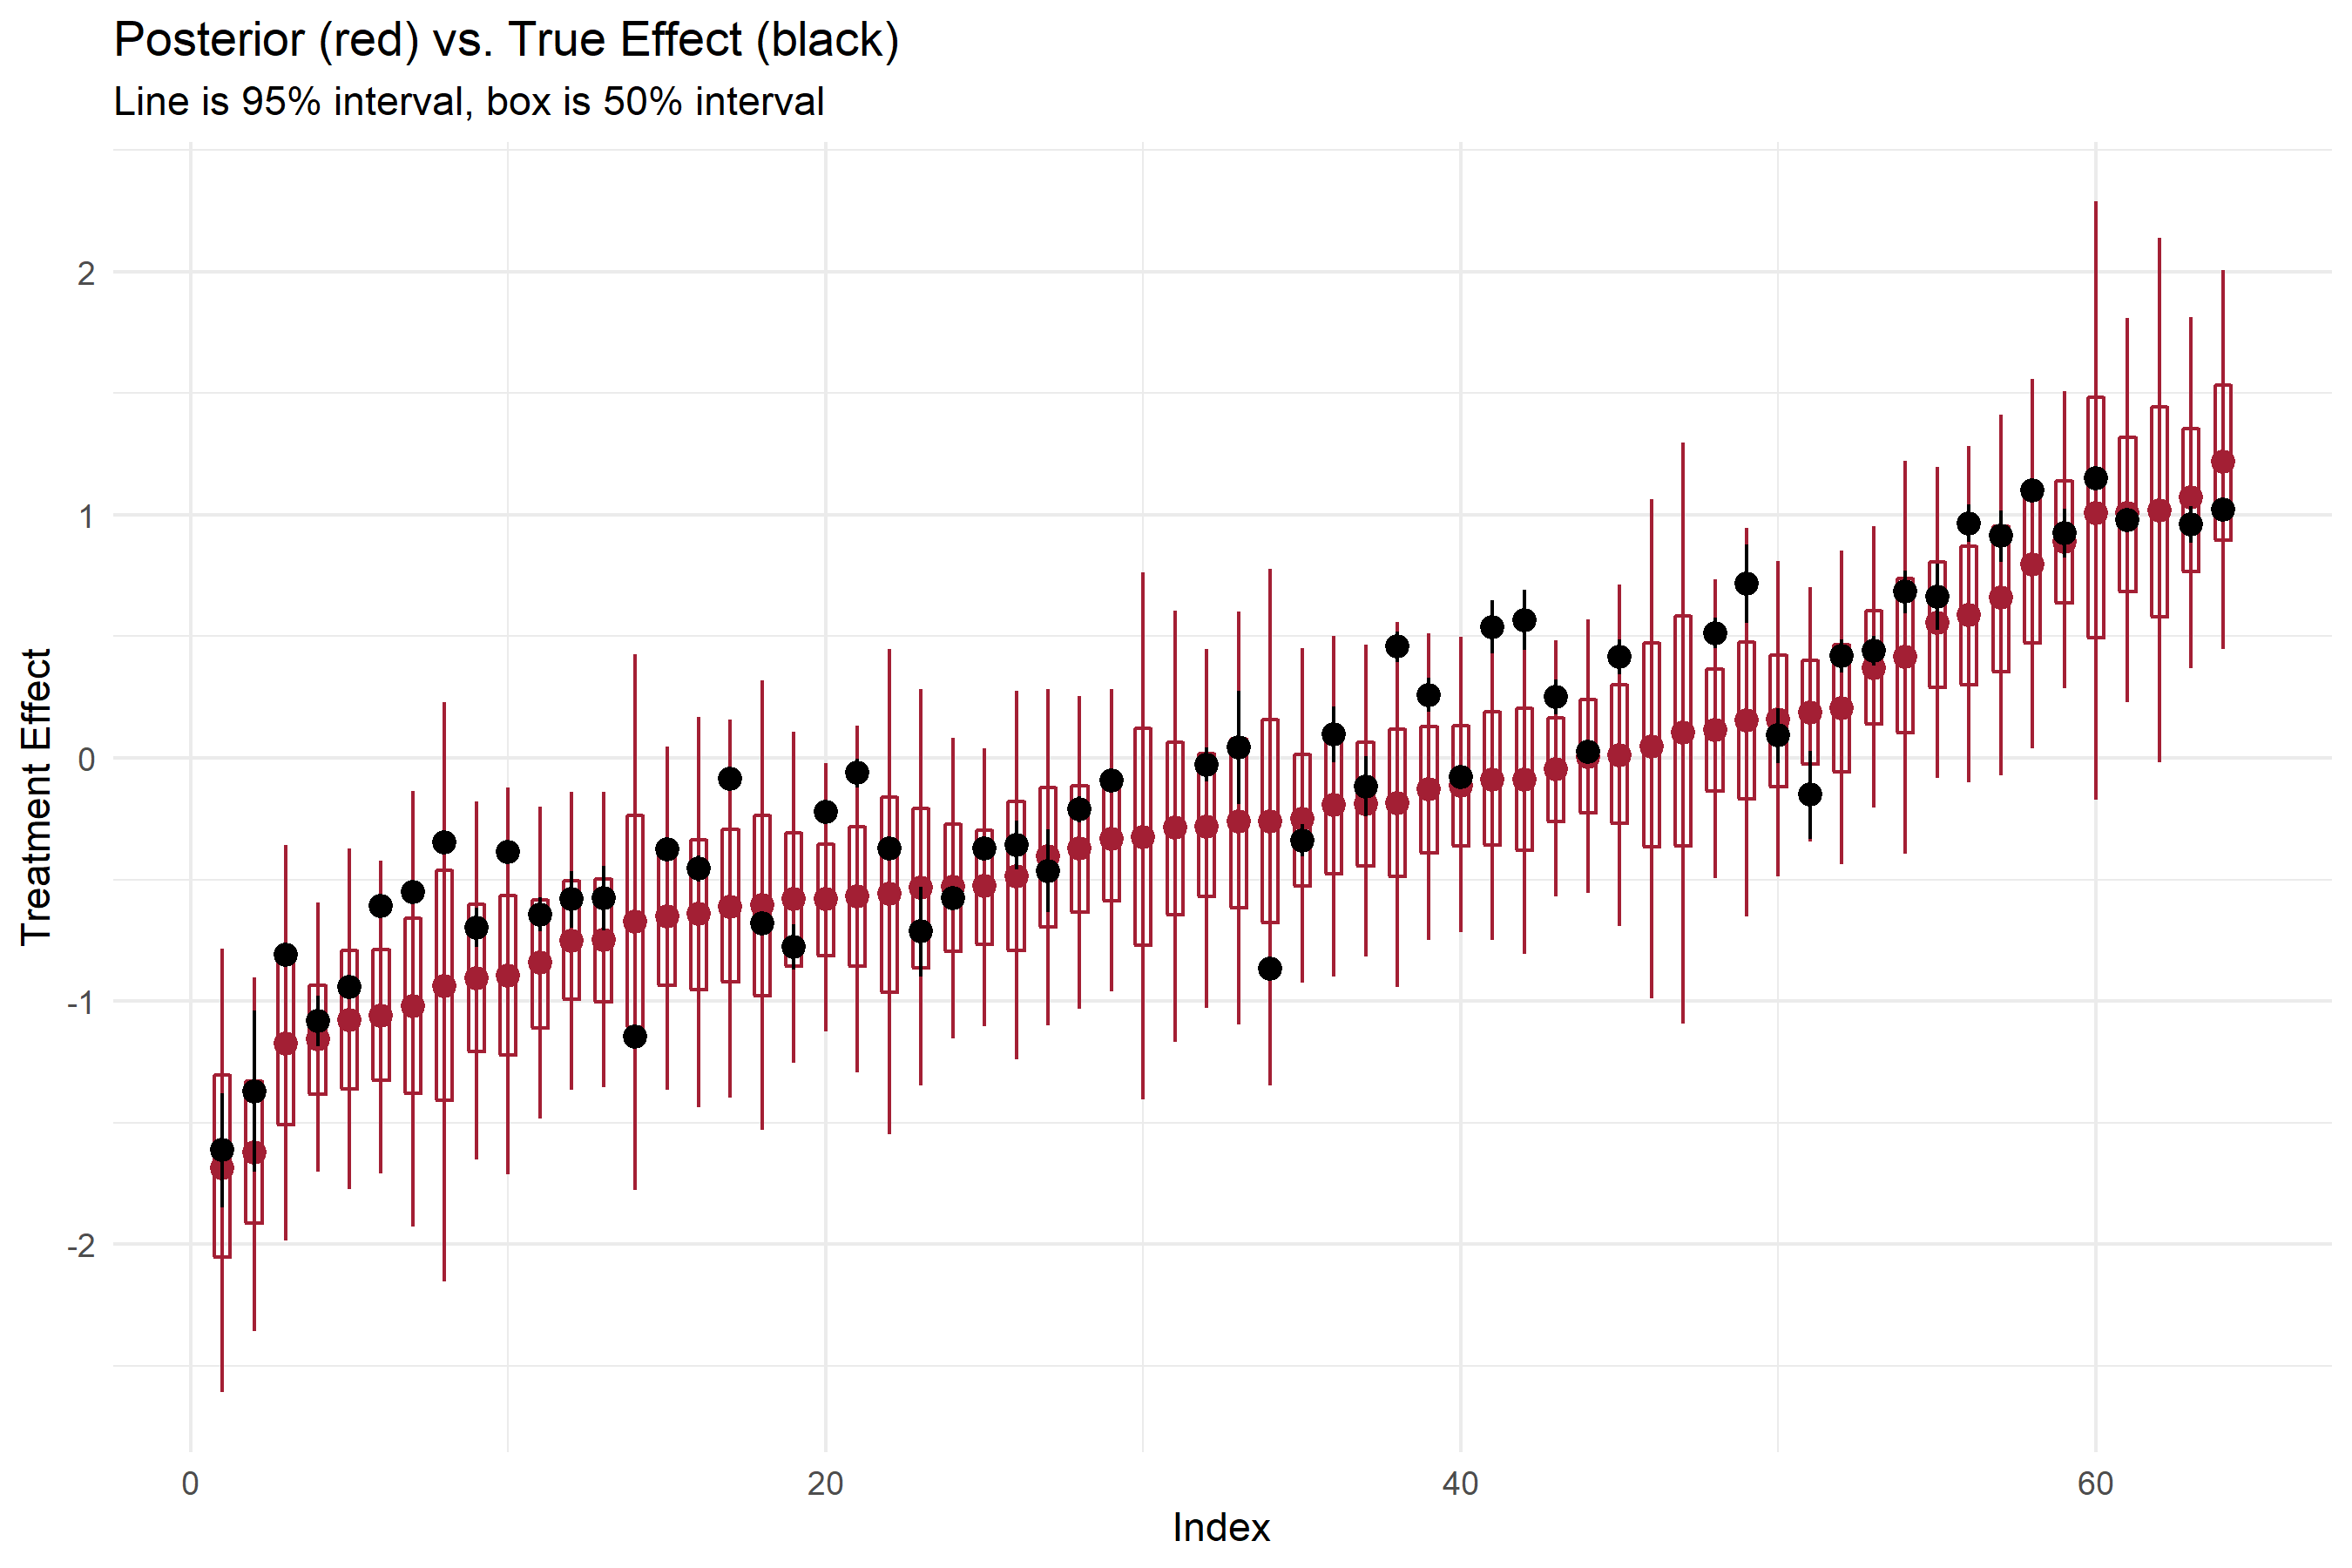 Posterior (red) vs. True Effect (black)
Line is 95% interval, box is 50% interval
Treatment Effect
2
1
0
-1
-2
0
20
40
60
Index